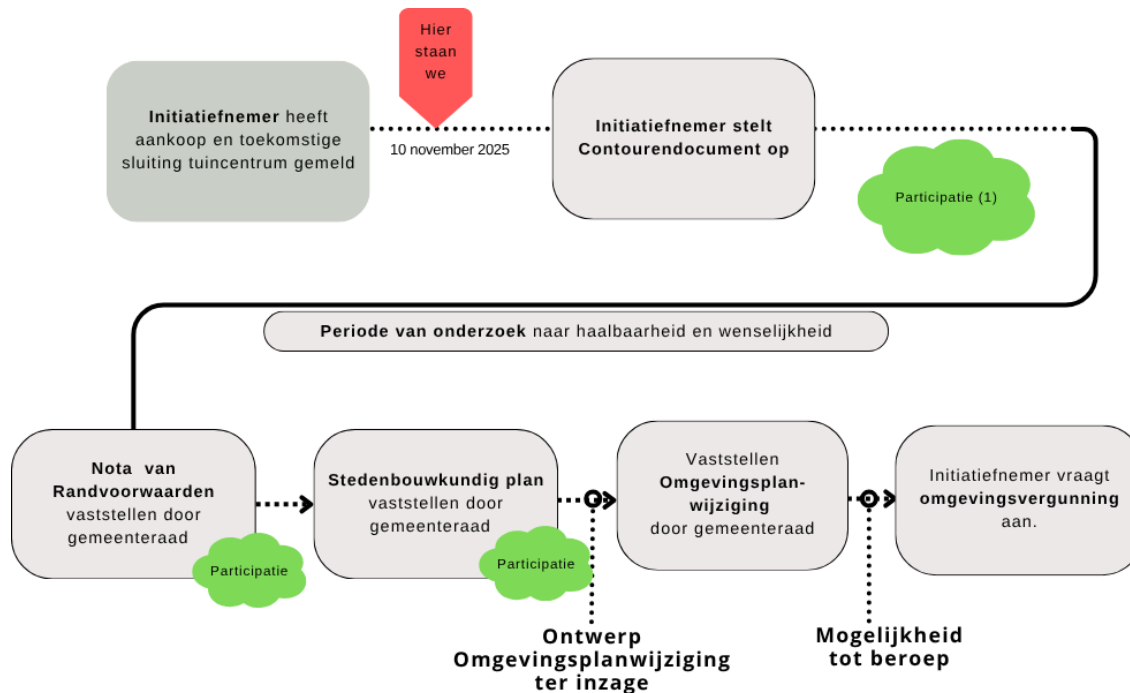 Hier
staan
we
Initiatiefnemer heeft
aankoop en toekomstige
sluiting tuincentrum gemeld
10 november 2025
Initiatiefnemer stelt
Contourendocument op
Participatie (1)
Periode van onderzoek naar haalbaarheid en wenselijkheid
Nota van
Randvoorwaarden
vaststellen door
gemeenteraad
Participatie
Stedenbouwkundig plan
vaststellen door
gemeenteraad
Participatie
Vaststellen
Omgevingsplan-
wijziging
door gemeenteraad
Initiatiefnemer vraagt
omgevingsvergunning
aan.
Ontwerp
Omgevingsplanwijziging
ter inzage
Mogelijkheid
tot beroep